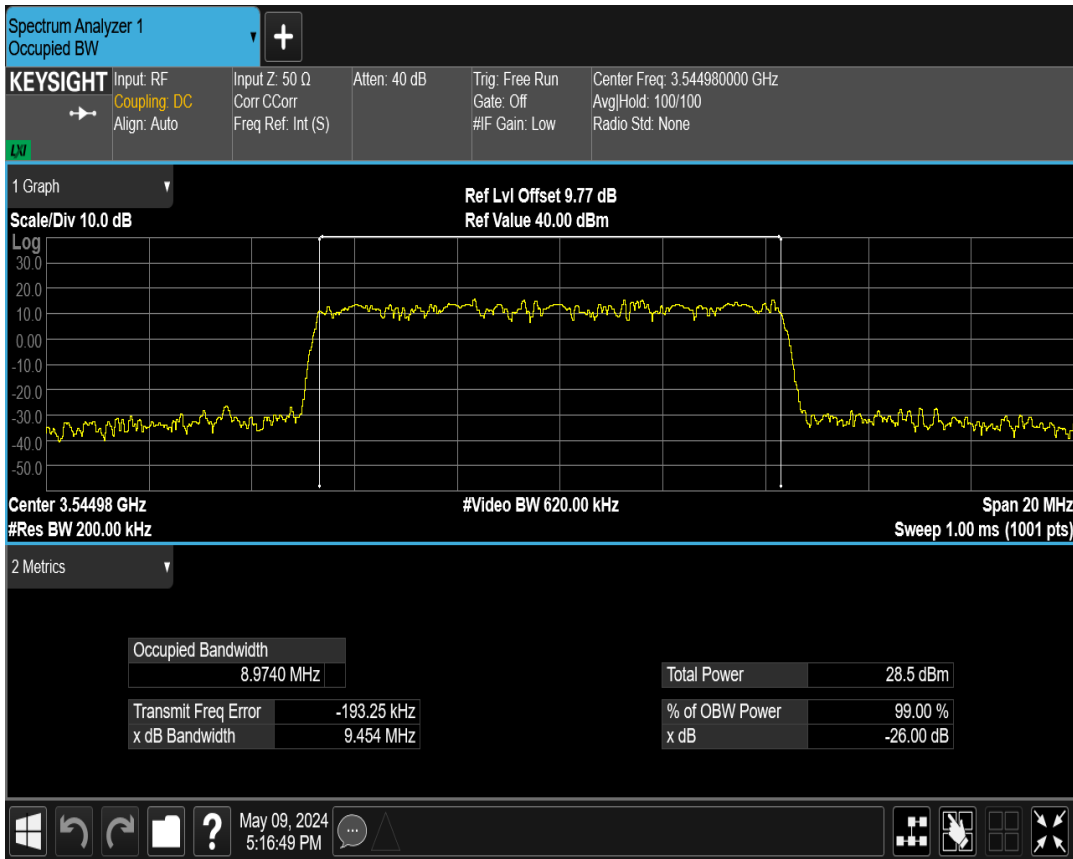 Spectrum Analyzer 1
Occupied BW
+
KEYSIGHT
LXI
Input: RF
Coupling: DC
Align: Auto
Input Z: 50 Ω
Corr CCorr
Freq Ref: Int (S)
Atten: 40 dB
Trig: Free Run
Gate: Off
#IF Gain: Low
Center Freq: 3.544980000 GHz
Avg|Hold: 100/100
Radio Std: None
1 Graph
Ref Lvl Offset 9.77 dB
Scale/Div 10.0 dB
Ref Value 40.00 dBm
Log
30.0
20.0
10.0
0.00
-10.0
-20.0
-30.0
-40.0
-50.0
Center 3.54498 GHz
#Video BW 620.00 kHz
Span 20 MHz
#Res BW 200.00 kHz
Sweep 1.00 ms (1001 pts)
2 Metrics
Occupied Bandwidth
8.9740 MHz
Total Power 28.5 dBm
Transmit Freq Error -193.25 kHz
% of OBW Power 99.00 %
x dB Bandwidth 9.454 MHz
x dB -26.00 dB
?
May 09, 2024
5:16:49 PM